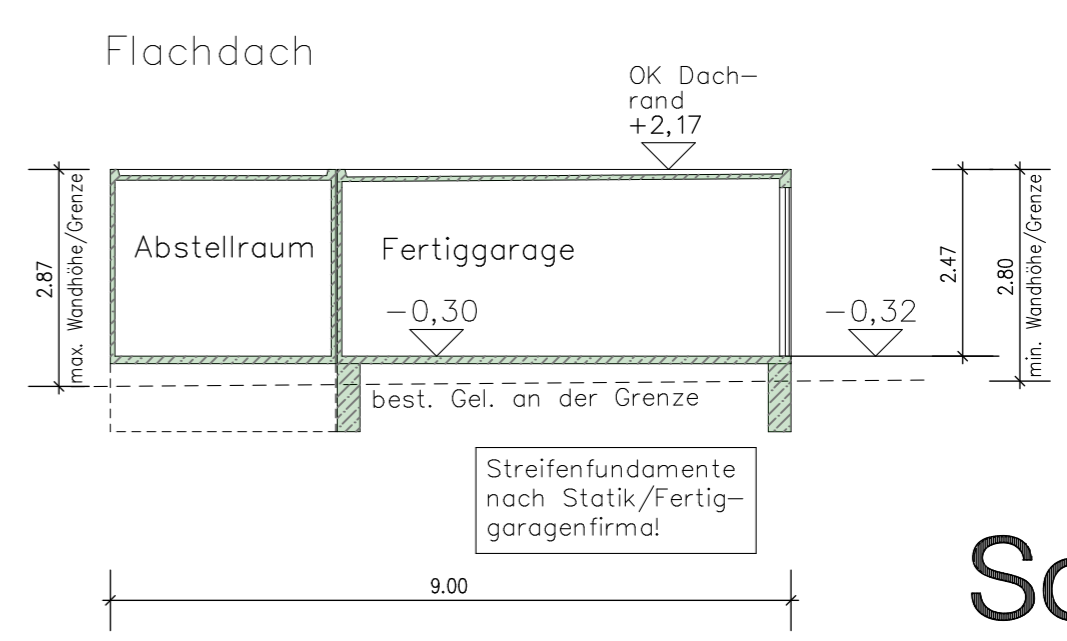 Flachdach
OK Dach-
rand
+2,17
2.87
max. Wandhöhe/Grenze
Abstellraum
Fertiggarage
-0,30
-0,32
2.47
2.80
min. Wandhöhe/Grenze
best. Gel. an der Grenze
Streifenfundamente
nach Statik/Fertig-
garagenfirma!
9.00